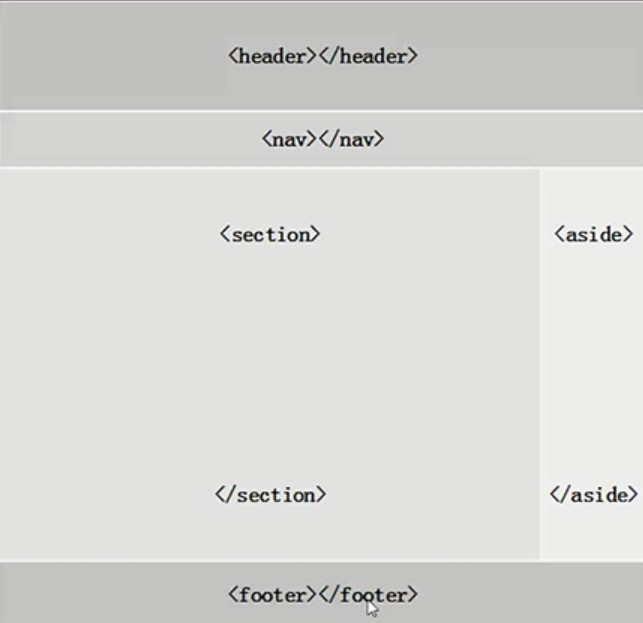 <header></header>
<nav></nav>
<section>
<aside>
</section>
</aside>
<footer></footer>